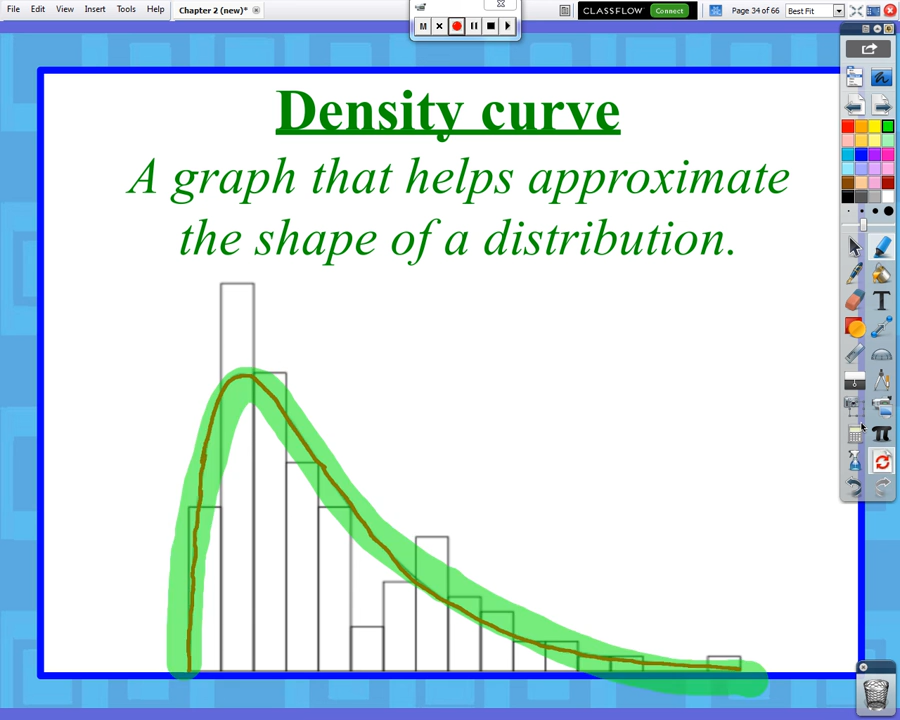 File Edit View Insert Tools Help Chapter 2 (new)* CLASSFLOW Connect Page 34 of 66 Best Fit
M
Density curve
A graph that helps approximate
the shape of a distribution.
T